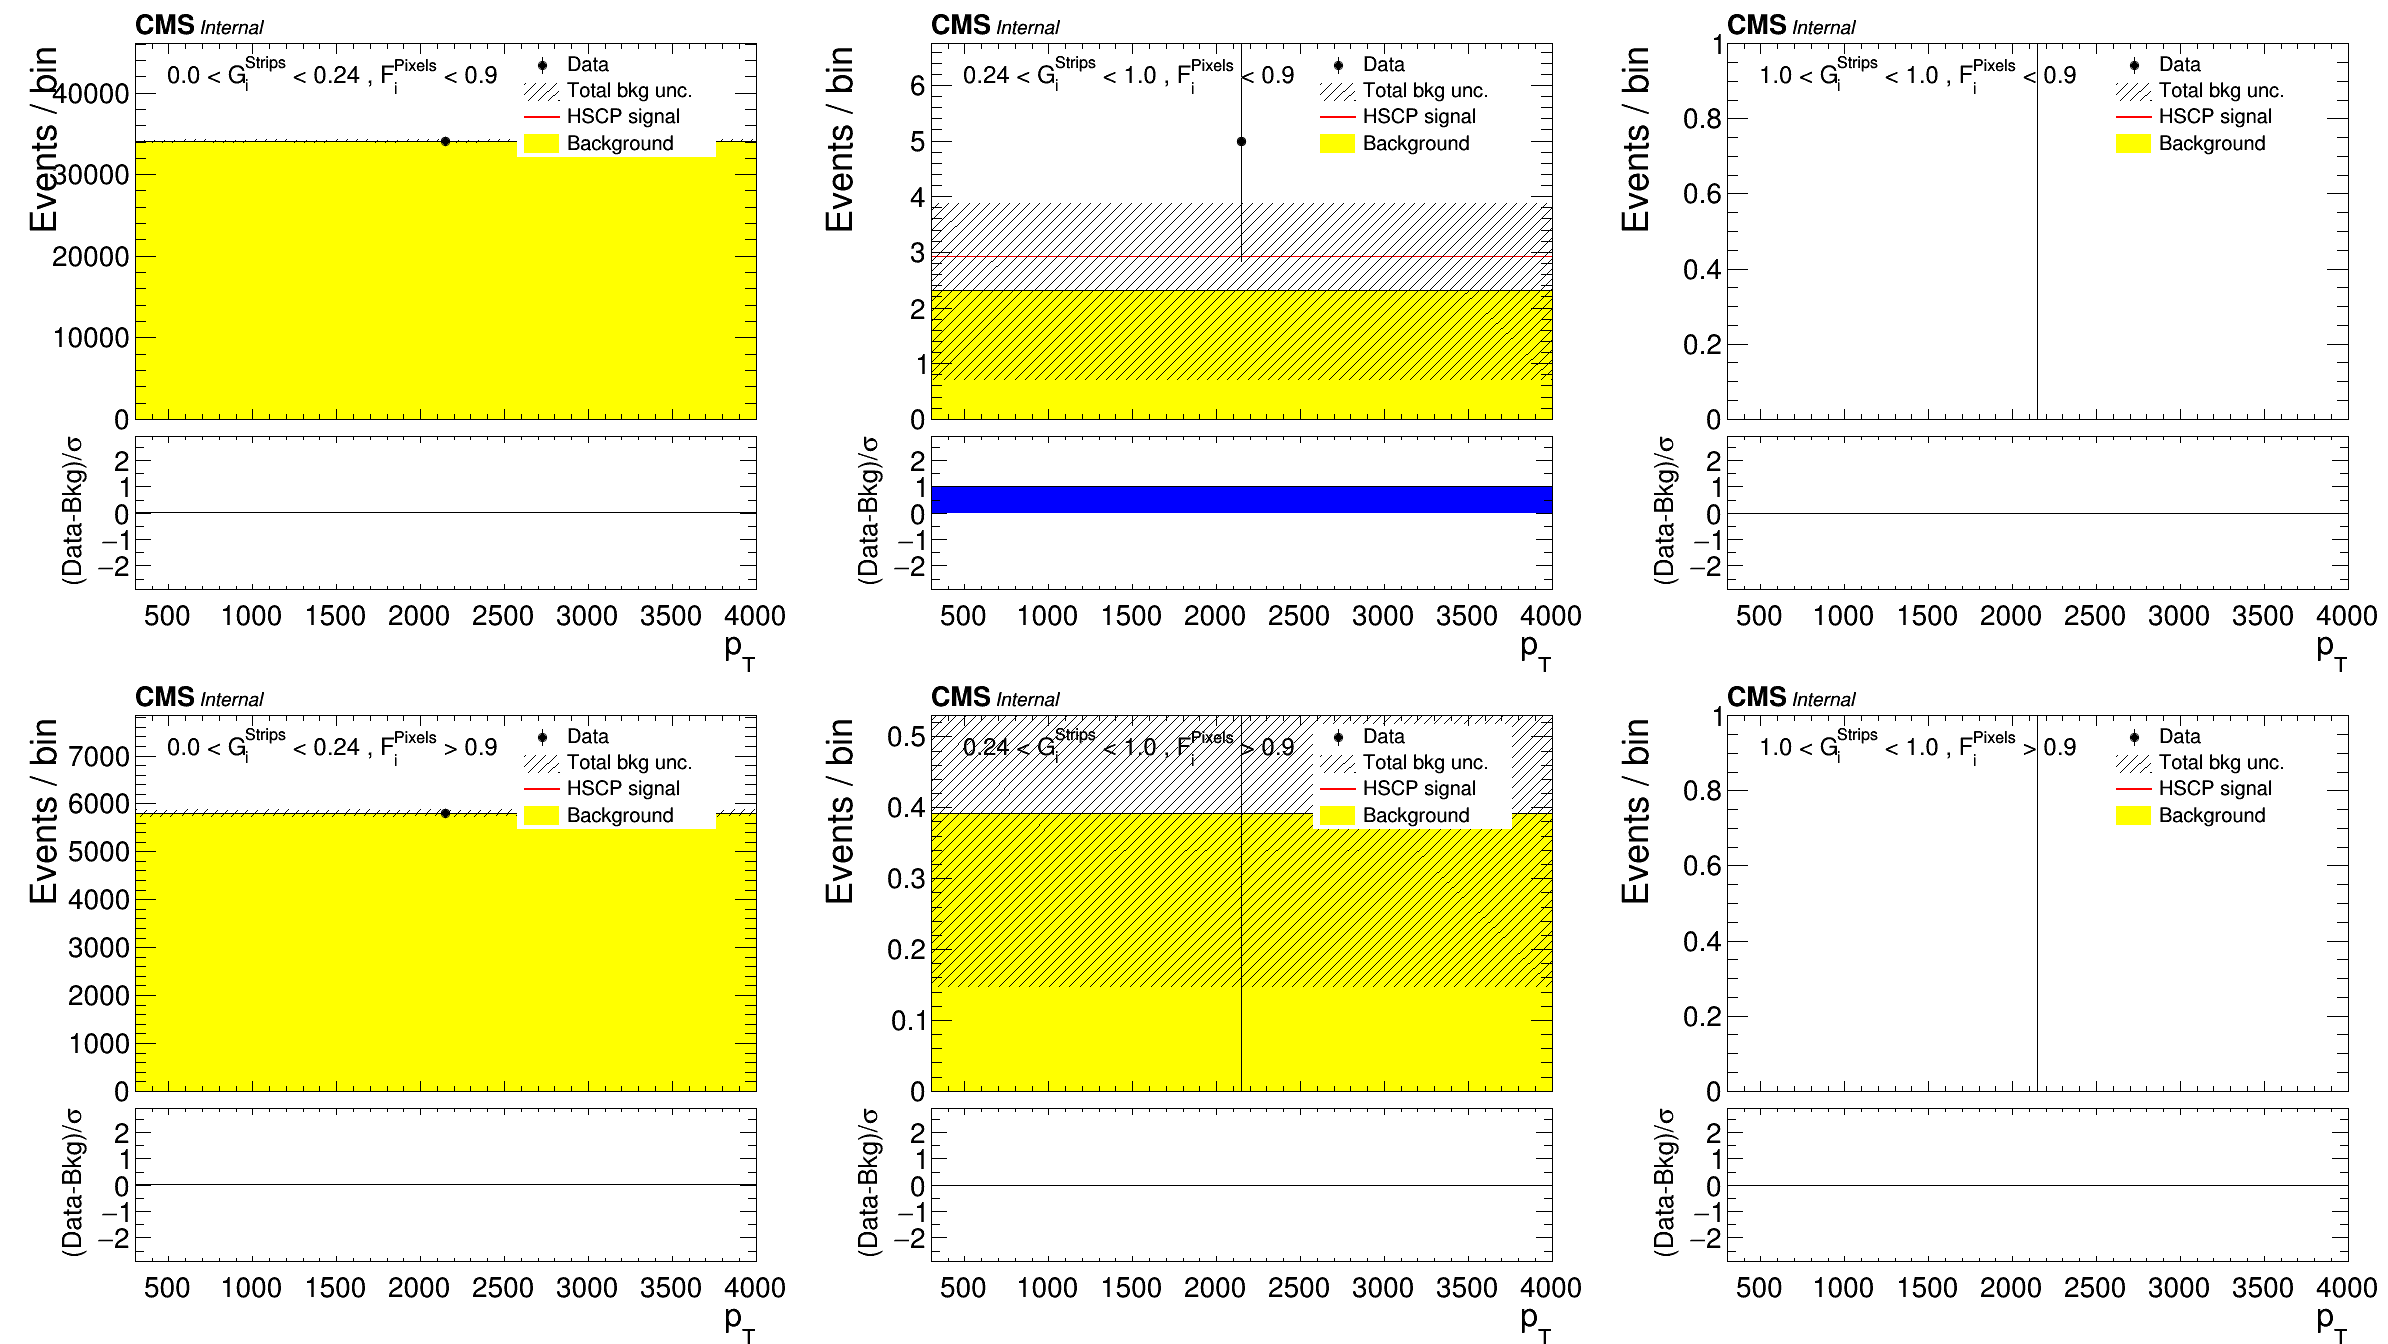 CMS Internal
Events / bin
0.0 < G_i^Strips < 0.24 , F_i^Pixels < 0.9
Data
Total bkg unc.
HSCP signal
Background
40000
30000
20000
10000
0
(Data-Bkg)/σ
2
1
0
−1
−2
500 1000 1500 2000 2500 3000 3500 4000
p_T
CMS Internal
Events / bin
0.24 < G_i^Strips < 1.0 , F_i^Pixels < 0.9
Data
Total bkg unc.
HSCP signal
Background
6
5
4
3
2
1
0
(Data-Bkg)/σ
2
1
0
−1
−2
500 1000 1500 2000 2500 3000 3500 4000
p_T
CMS Internal
Events / bin
1.0 < G_i^Strips < 1.0 , F_i^Pixels < 0.9
Data
Total bkg unc.
HSCP signal
Background
1
0.8
0.6
0.4
0.2
0
(Data-Bkg)/σ
2
1
0
−1
−2
500 1000 1500 2000 2500 3000 3500 4000
p_T
CMS Internal
Events / bin
0.0 < G_i^Strips < 0.24 , F_i^Pixels > 0.9
Data
Total bkg unc.
HSCP signal
Background
7000
6000
5000
4000
3000
2000
1000
0
(Data-Bkg)/σ
2
1
0
−1
−2
500 1000 1500 2000 2500 3000 3500 4000
p_T
CMS Internal
Events / bin
0.24 < G_i^Strips < 1.0 , F_i^Pixels > 0.9
Data
Total bkg unc.
HSCP signal
Background
0.5
0.4
0.3
0.2
0.1
0
(Data-Bkg)/σ
2
1
0
−1
−2
500 1000 1500 2000 2500 3000 3500 4000
p_T
CMS Internal
Events / bin
1.0 < G_i^Strips < 1.0 , F_i^Pixels > 0.9
Data
Total bkg unc.
HSCP signal
Background
1
0.8
0.6
0.4
0.2
0
(Data-Bkg)/σ
2
1
0
−1
−2
500 1000 1500 2000 2500 3000 3500 4000
p_T